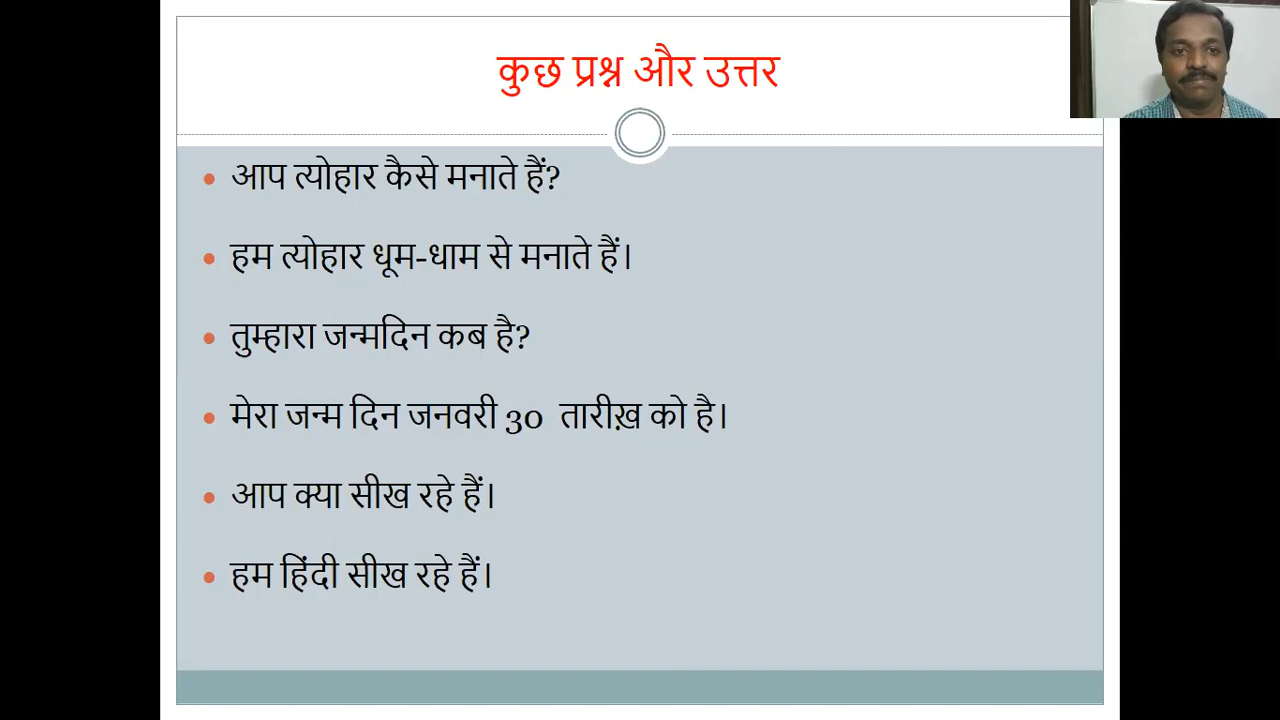 कुछ प्रश्न और उत्तर
आप त्योहार कैसे मनाते हैं?
हम त्योहार धूम-धाम से मनाते हैं।
तुम्हारा जन्मदिन कब है?
मेरा जन्म दिन जनवरी 30 तारीख़ को है।
आप क्या सीख रहे हैं।
हम हिंदी सीख रहे हैं।